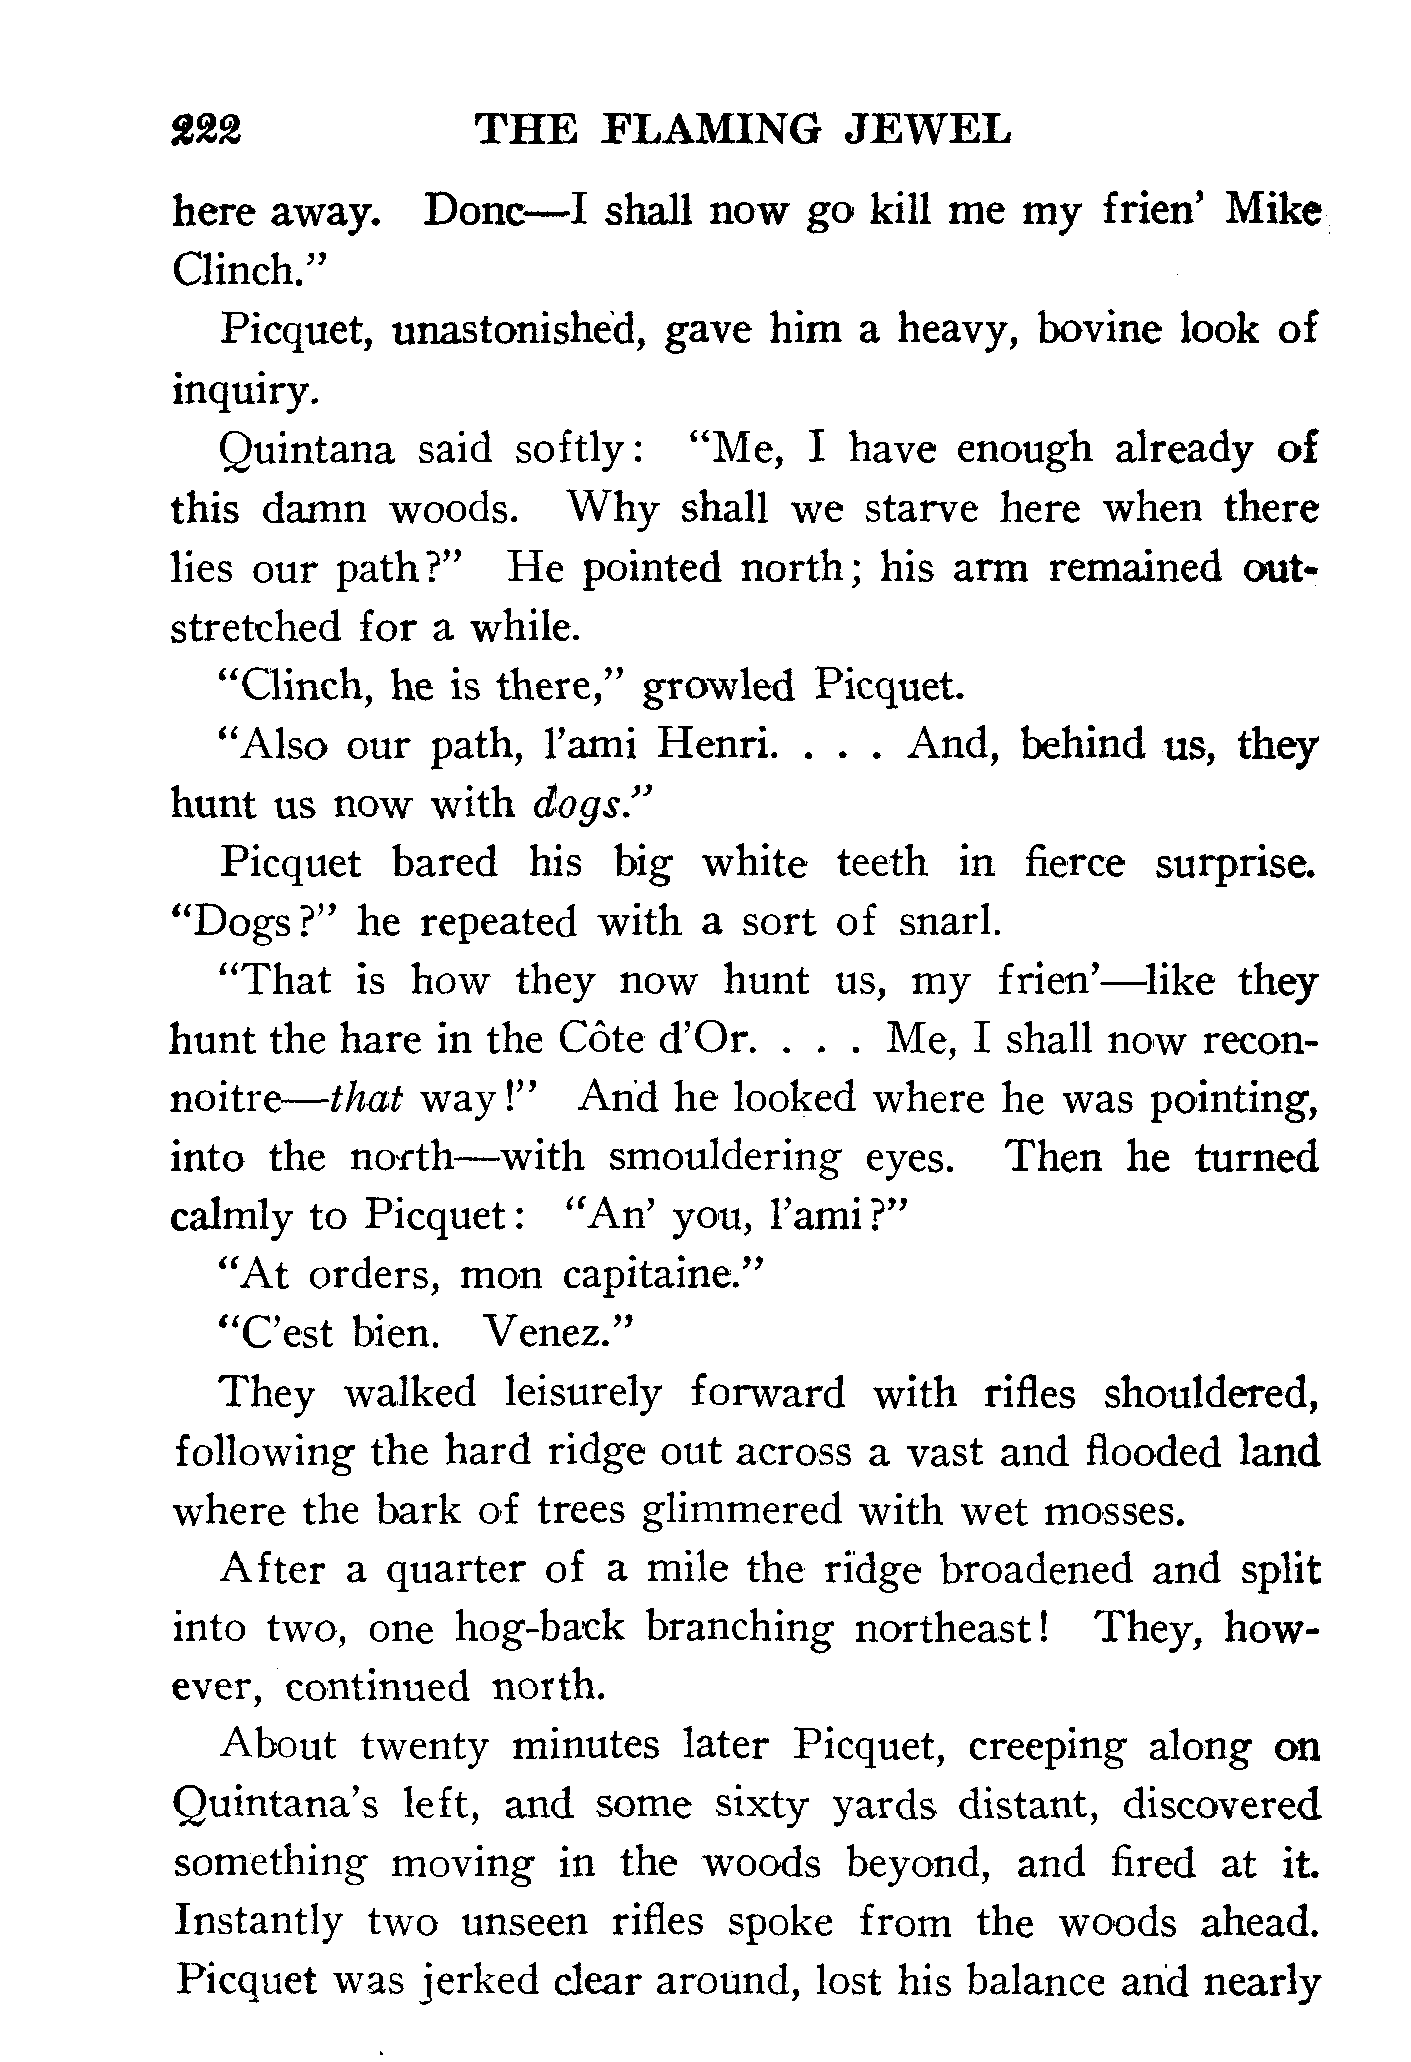 222 THE FLAMING JEWEL
here away. Donc—I shall now go kill me my frien' Mike
Clinch."
Picquet, unastonished, gave him a heavy, bovine look of
inquiry.
Quintana said softly: "Me, I have enough already of
this damn woods. Why shall we starve here when there
lies our path?" He pointed north; his arm remained out-
stretched for a while.
"Clinch, he is there," growled Picquet.
"Also our path, l'ami Henri. . . . And, behind us, they
hunt us now with dogs."
Picquet bared his big white teeth in fierce surprise.
"Dogs?" he repeated with a sort of snarl.
"That is how they now hunt us, my frien'—like they
hunt the hare in the Côte d'Or. . . . Me, I shall now recon-
noitre—that way!" And he looked where he was pointing,
into the north—with smouldering eyes. Then he turned
calmly to Picquet: "An' you, l'ami?"
"At orders, mon capitaine."
"C'est bien. Venez."
They walked leisurely forward with rifles shouldered,
following the hard ridge out across a vast and flooded land
where the bark of trees glimmered with wet mosses.
After a quarter of a mile the ridge broadened and split
into two, one hog-back branching northeast! They, how-
ever, continued north.
About twenty minutes later Picquet, creeping along on
Quintana's left, and some sixty yards distant, discovered
something moving in the woods beyond, and fired at it.
Instantly two unseen rifles spoke from the woods ahead.
Picquet was jerked clear around, lost his balance and nearly